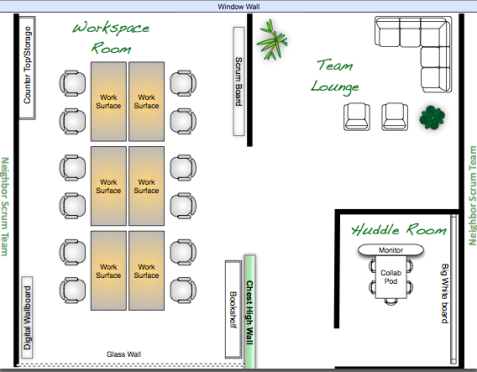 Window Wall
Counter Top/Storage
Workspace
Room
Scrum Board
Team
Lounge
Neighbor Scrum Team
Neighbor Scrum Team
Work
Surface
Work
Surface
Work
Surface
Work
Surface
Work
Surface
Work
Surface
Huddle Room
Monitor
Collab
Pod
Big White board
Digital Wallboard
Bookshelf
Chest High Wall
Glass Wall